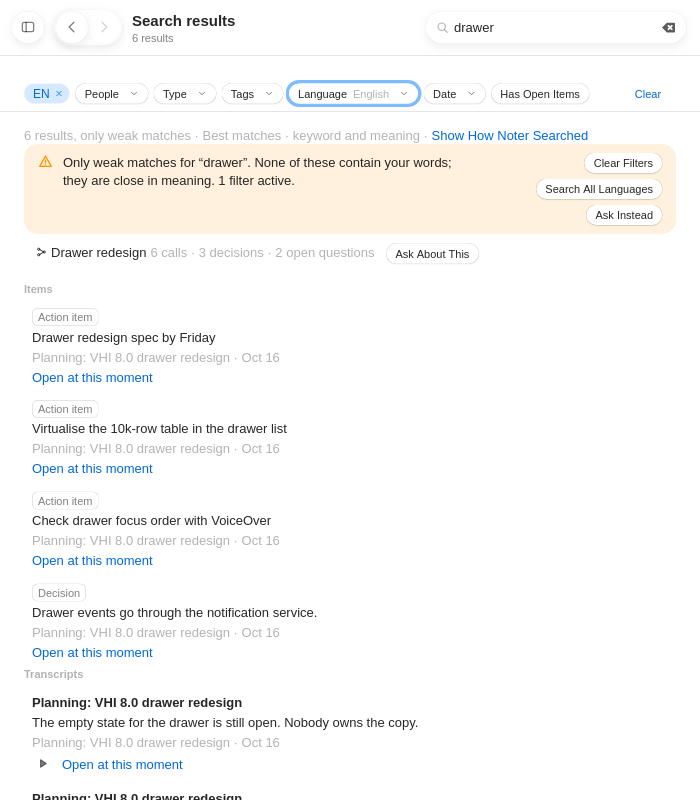 Search results
6 results
drawer
EN ×
People
Type
Tags
Language English
Date
Has Open Items
Clear
6 results, only weak matches · Best matches · keyword and meaning · Show How Noter Searched
Only weak matches for “drawer”. None of these contain your words;
they are close in meaning. 1 filter active.
Clear Filters
Search All Languages
Ask Instead
Drawer redesign 6 calls · 3 decisions · 2 open questions
Ask About This
Items
Action item
Drawer redesign spec by Friday
Planning: VHI 8.0 drawer redesign · Oct 16
Open at this moment
Action item
Virtualise the 10k-row table in the drawer list
Planning: VHI 8.0 drawer redesign · Oct 16
Open at this moment
Action item
Check drawer focus order with VoiceOver
Planning: VHI 8.0 drawer redesign · Oct 16
Open at this moment
Decision
Drawer events go through the notification service.
Planning: VHI 8.0 drawer redesign · Oct 16
Open at this moment
Transcripts
Planning: VHI 8.0 drawer redesign
The empty state for the drawer is still open. Nobody owns the copy.
Planning: VHI 8.0 drawer redesign · Oct 16
Open at this moment
Planning: VHI 8.0 drawer redesign